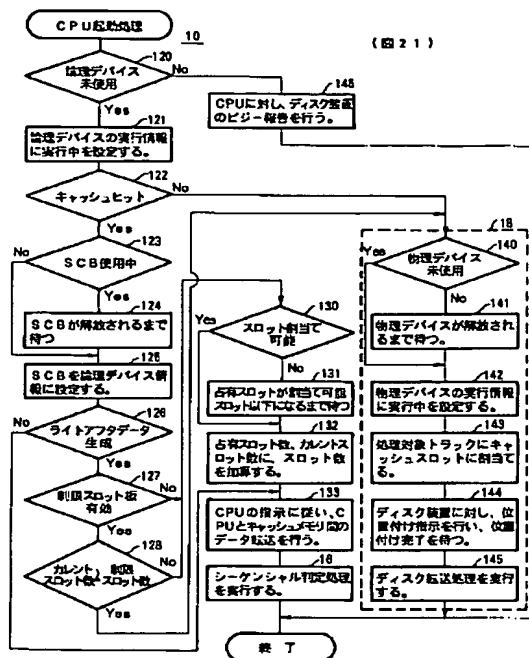 CPU起動処理
10
(図21)
120
論理デバイス
未使用
No
Yes
146
CPUに対し、ディスク装置
のビジー報告を行う。
121
論理デバイスの実行情報
に実行中を設定する。
122
キャッシュヒット
No
Yes
123
SCB使用中
No
Yes
124
SCBが解放されるまで
待つ
125
SCBを論理デバイス情
報に設定する。
126
ライトアフタデータ
生成
No
Yes
127
制限スロット板
有効
No
Yes
128
カレント
制限
スロット数
スロット数
No
Yes
130
スロット割当て
可能
Yes
No
131
占有スロットが割当て可能
スロット以下になるまで待つ
132
占有スロット数、カレントス
ロット数に、スロット数
を加算する。
133
CPUの指示に従い、C
PUとキャッシュメモリ間の
データ転送を行う。
16
シーケンシャル判定処理
を実行する。
18
140
物理デバイス
未使用
Yes
No
141
物理デバイスが解放さ
れるまで待つ。
142
物理デバイスの実行情報
に実行中を設定する。
143
処理対象トラックにキ
ャッシュスロットに割当て
る。
144
ディスク装置に対し、位
置付け指示を行い、位置
付け完了を待つ。
145
ディスク転送処理を実行
する。
終了